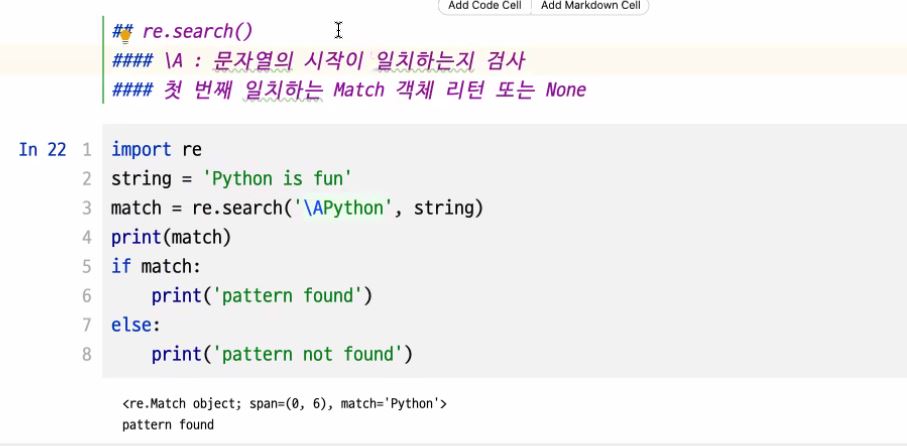 Add Code Cell Add Markdown Cell
## re.search()
#### \A : 문자열의 시작이 일치하는지 검사
#### 첫 번째 일치하는 Match 객체 리턴 또는 None
In 22 1 import re
2 string = 'Python is fun'
3 match = re.search('\APython', string)
4 print(match)
5 if match:
6     print('pattern found')
7 else:
8     print('pattern not found')
<re.Match object; span=(0, 6), match='Python'>
pattern found